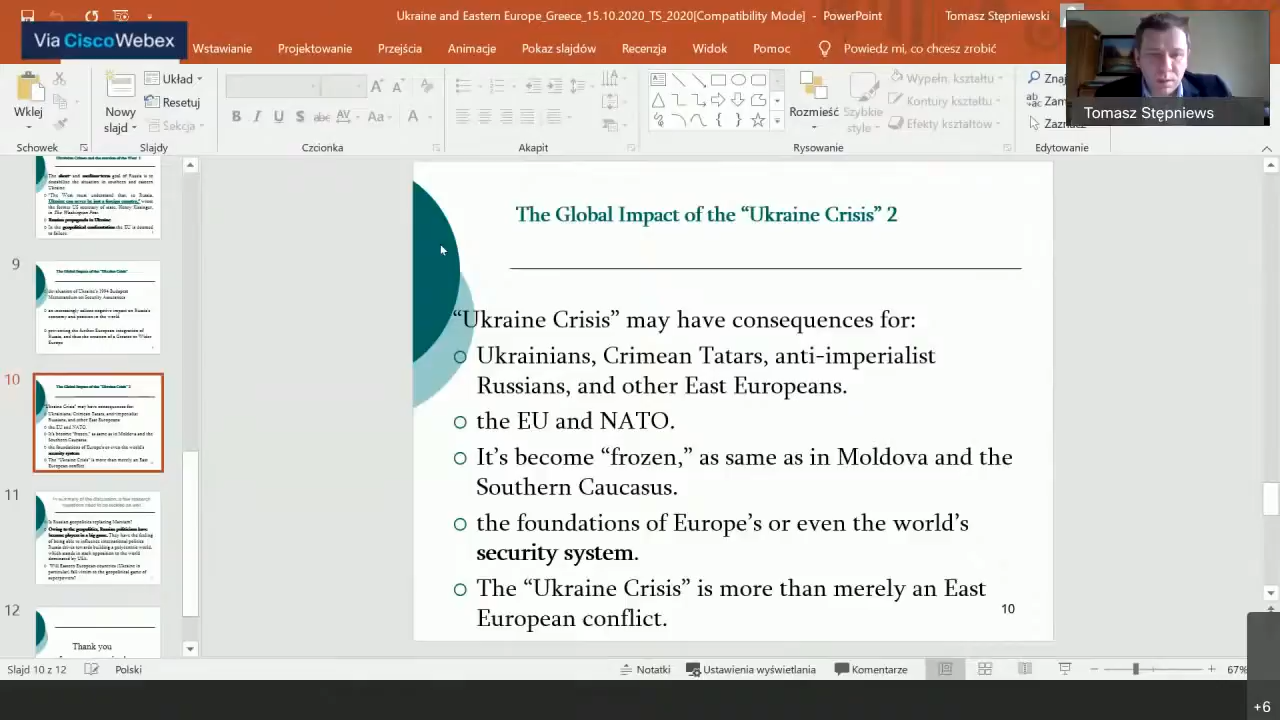 Ukraine and Eastern Europe_Greece_15.10.2020_TS_2020[Compatibility Mode] - PowerPoint
Tomasz Stępniewski
Via CiscoWebex
Wstawianie
Projektowanie
Przejścia
Animacje
Pokaz slajdów
Recenzja
Widok
Pomoc
Powiedz mi, co chcesz zrobić
Wklej
Nowy
slajd
Układ
Resetuj
Sekcja
Rozmieść
Szybkie
style
Wypełn. kształtu
Kontury kształtu
Efekty kształtów
Tomasz Stępniews
Schowek
Slajdy
Czcionka
Akapit
Rysowanie
Edytowanie
The Global Impact of the “Ukraine Crisis” 2
“Ukraine Crisis” may have consequences for:
Ukrainians, Crimean Tatars, anti-imperialist
Russians, and other East Europeans.
the EU and NATO.
It’s become “frozen,” as same as in Moldova and the
Southern Caucasus.
the foundations of Europe’s or even the world’s
security system.
The “Ukraine Crisis” is more than merely an East
European conflict.
10
9
10
11
12
Thank you
Slajd 10 z 12
Polski
Notatki
Ustawienia wyświetlania
Komentarze
67%
+6